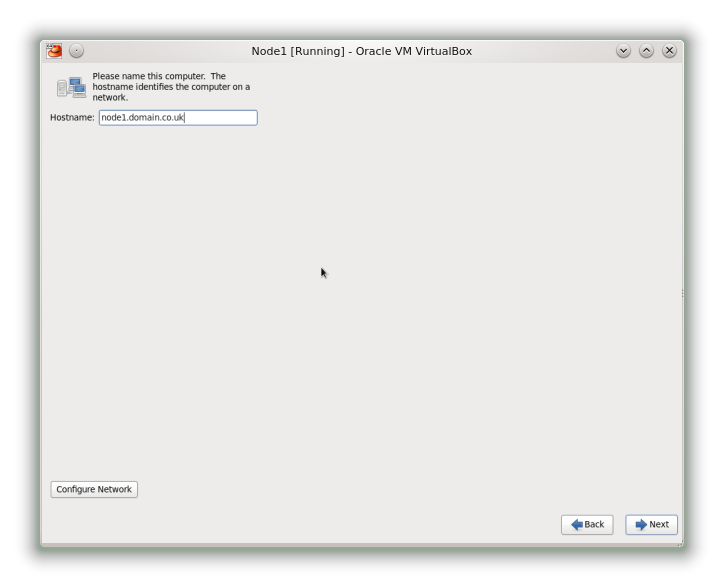 Node1 [Running] - Oracle VM VirtualBox
Please name this computer. The
hostname identifies the computer on a
network.
Hostname: node1.domain.co.uk
Configure Network
Back Next